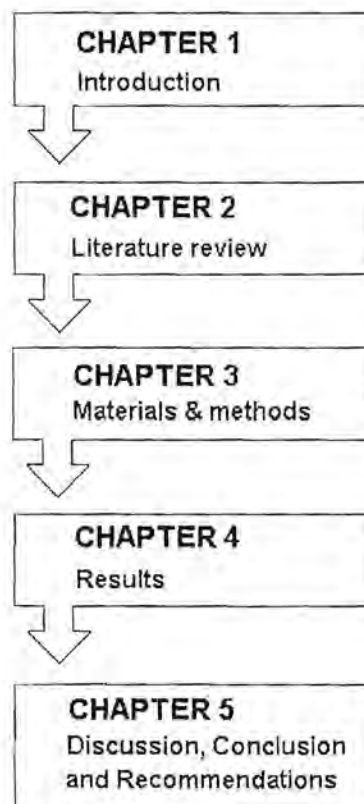 CHAPTER 1
Introduction
CHAPTER 2
Literature review
CHAPTER 3
Materials & methods
CHAPTER 4
Results
CHAPTER 5
Discussion, Conclusion
and Recommendations